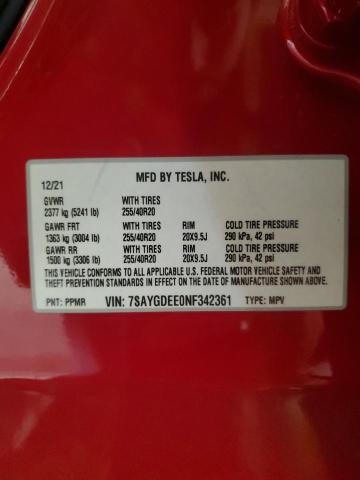 MFD BY TESLA, INC.
12/21
GVWR WITH TIRES
2377 kg (5241 lb) 255/40R20
GAWR FRT WITH TIRES RIM COLD TIRE PRESSURE
1363 kg (3004 lb) 255/40R20 20X9.5J 290 kPa, 42 psi
GAWR RR WITH TIRES RIM COLD TIRE PRESSURE
1500 kg (3306 lb) 255/40R20 20X9.5J 290 kPa, 42 psi
THIS VEHICLE CONFORMS TO ALL APPLICABLE U.S. FEDERAL MOTOR VEHICLE SAFETY AND
THEFT PREVENTION STANDARDS IN EFFECT ON THE DATE OF MANUFACTURE SHOWN ABOVE.
PNT: PPMR VIN: 7SAYGDEE0NF342361 TYPE: MPV